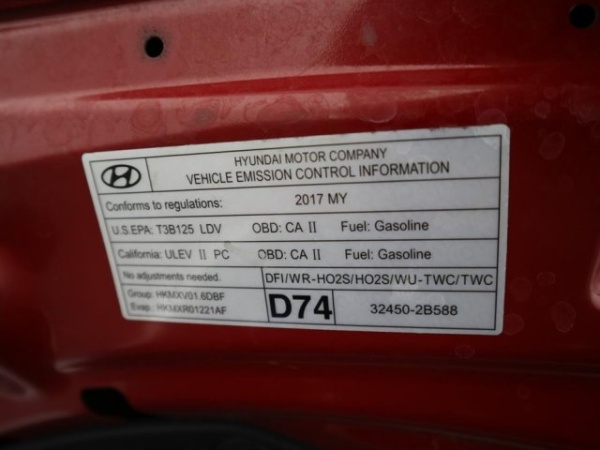 HYUNDAI MOTOR COMPANY
VEHICLE EMISSION CONTROL INFORMATION
Conforms to regulations: 2017 MY
U.S.EPA: T3B125 LDV OBD: CA II Fuel: Gasoline
California: ULEV II PC OBD: CA II Fuel: Gasoline
No adjustments needed. DFI/WR-HO2S/HO2S/WU-TWC/TWC
Group: HKMXV01.6DBF
Evap: HKMXR01221AF
D74 32450-2B588